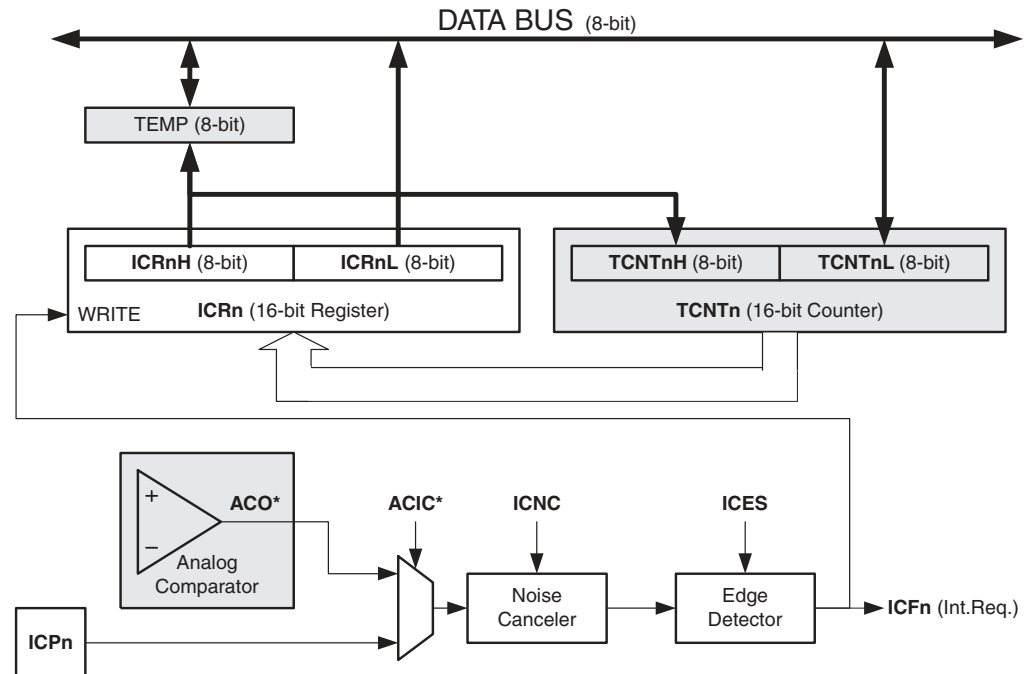 DATA BUS (8-bit)
TEMP (8-bit)
ICRnH (8-bit) ICRnL (8-bit) TCNTnH (8-bit) TCNTnL (8-bit)
WRITE ICRn (16-bit Register) TCNTn (16-bit Counter)
+ ACO* ACIC* ICNC ICES
−
Analog
Comparator
Noise
Canceler
Edge
Detector
ICFn (Int.Req.)
ICPn